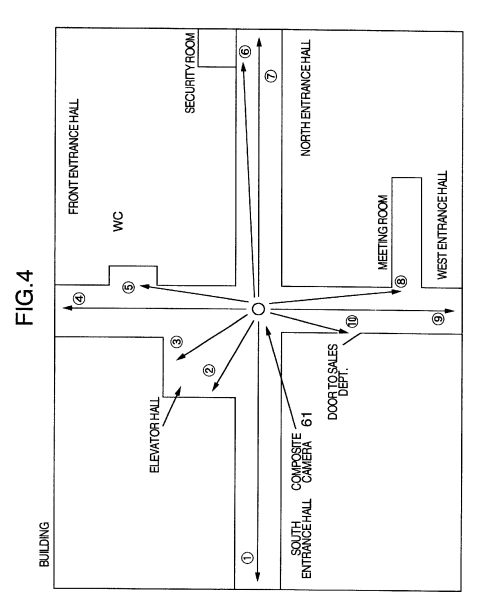 FIG.4
BUILDING
FRONT ENTRANCE HALL
WC
SECURITY ROOM
④
⑤
③
②
⑥
⑦
ELEVATOR HALL
①
SOUTH
ENTRANCE HALL
COMPOSITE
CAMERA 61
DOOR TO SALES
DEPT.
⑩
⑨
⑧
MEETING ROOM
WEST ENTRANCE HALL
NORTH ENTRANCE HALL